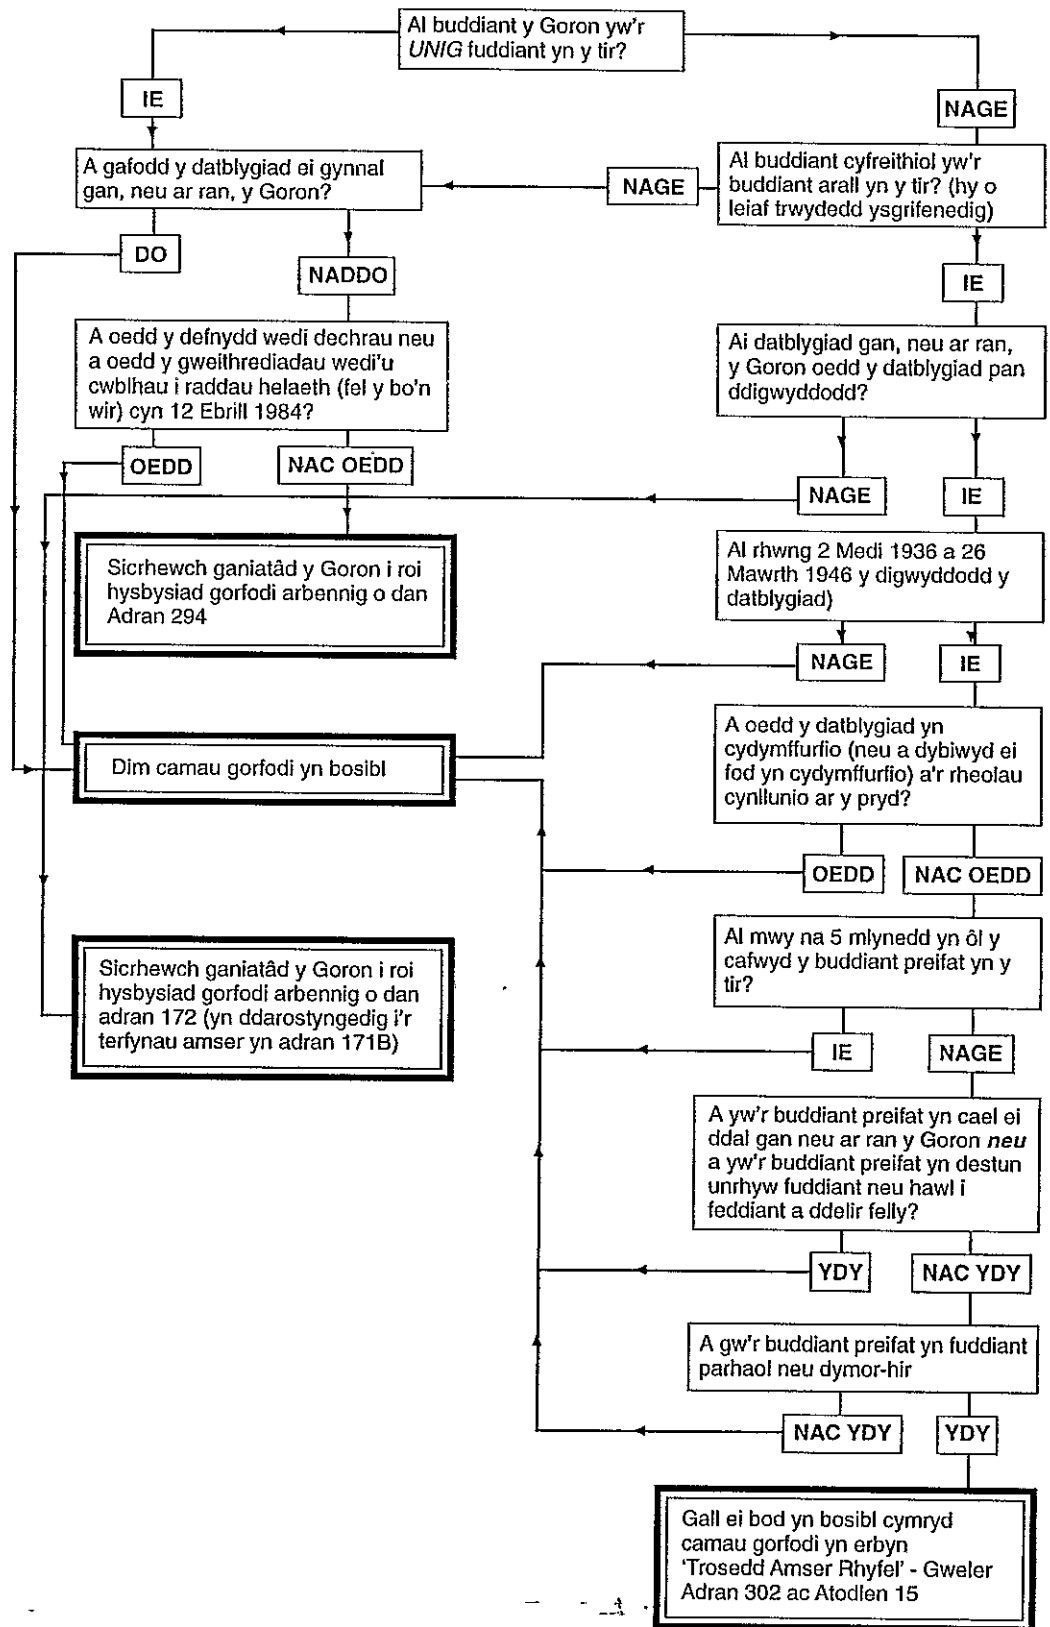 Al buddiant y Goron yw'r
UNIG fuddiant yn y tir?
IE
NAGE
A gafodd y datblygiad ei gynnal
gan, neu ar ran, y Goron?
NAGE
Al buddiant cyfreithiol yw'r
buddiant arall yn y tir? (hy o
leiaf trwydedd ysgrifenedig)
DO
NADDO
IE
A oedd y defnydd wedi dechrau neu
a oedd y gweithrediadau wedi'u
cwblhau i raddau helaeth (fel y bo'n
wir) cyn 12 Ebrill 1984?
Ai datblygiad gan, neu ar ran,
y Goron oedd y datblygiad pan
ddigwyddodd?
OEDD
NAC OEDD
NAGE
IE
Sicrhewch ganiatâd y Goron i roi
hysbysiad gorfodi arbennig o dan
Adran 294
Al rhwng 2 Medi 1936 a 26
Mawrth 1946 y digwyddodd y
datblygiad)
NAGE
IE
Dim camau gorfodi yn bosibl
A oedd y datblygiad yn
cydymffurfio (neu a dybiwyd ei
fod yn cydymffurfio) a'r rheolau
cynllunio ar y pryd?
OEDD
NAC OEDD
Sicrhewch ganiatâd y Goron i roi
hysbysiad gorfodi arbennig o dan
adran 172 (yn ddarostyngedig i'r
terfynau amser yn adran 171B)
Al mwy na 5 mlynedd yn ôl y
cafwyd y buddiant preifat yn y
tir?
IE
NAGE
A yw'r buddiant preifat yn cael ei
ddal gan neu ar ran y Goron neu
a yw'r buddiant preifat yn destun
unrhyw fuddiant neu hawl i
feddiant a ddelir felly?
YDY
NAC YDY
A gw'r buddiant preifat yn fuddiant
parhaol neu dymor-hir
NAC YDY
YDY
Gall ei bod yn bosibl cymryd
camau gorfodi yn erbyn
'Trosedd Amser Rhyfel' - Gweler
Adran 302 ac Atodlen 15